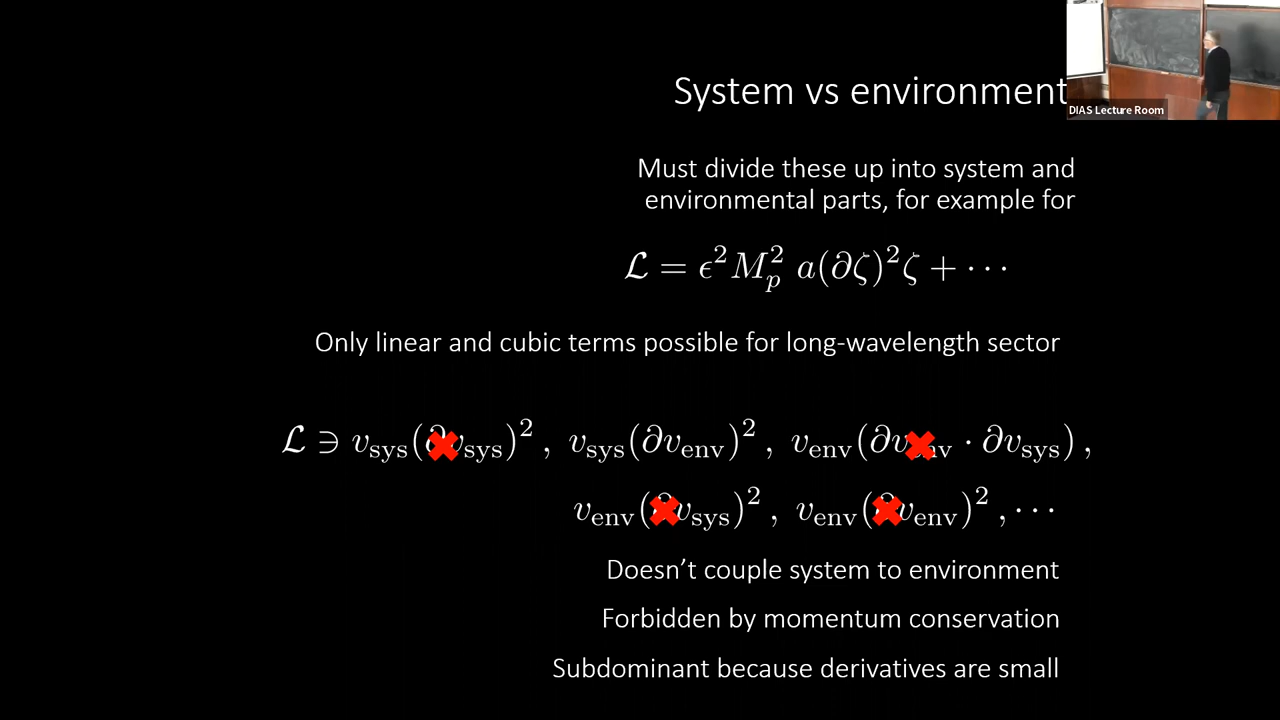 System vs environment
DIAS Lecture Room
Must divide these up into system and
environmental parts, for example for
ℒ = ϵ²M_p² a(∂ζ)²ζ + ⋯
Only linear and cubic terms possible for long-wavelength sector
ℒ ∋ v_sys(∂v_sys)² , v_sys(∂v_env)² , v_env(∂v_env · ∂v_sys) ,
v_env(∂v_sys)² , v_env(∂v_env)² , ⋯
Doesn’t couple system to environment
Forbidden by momentum conservation
Subdominant because derivatives are small